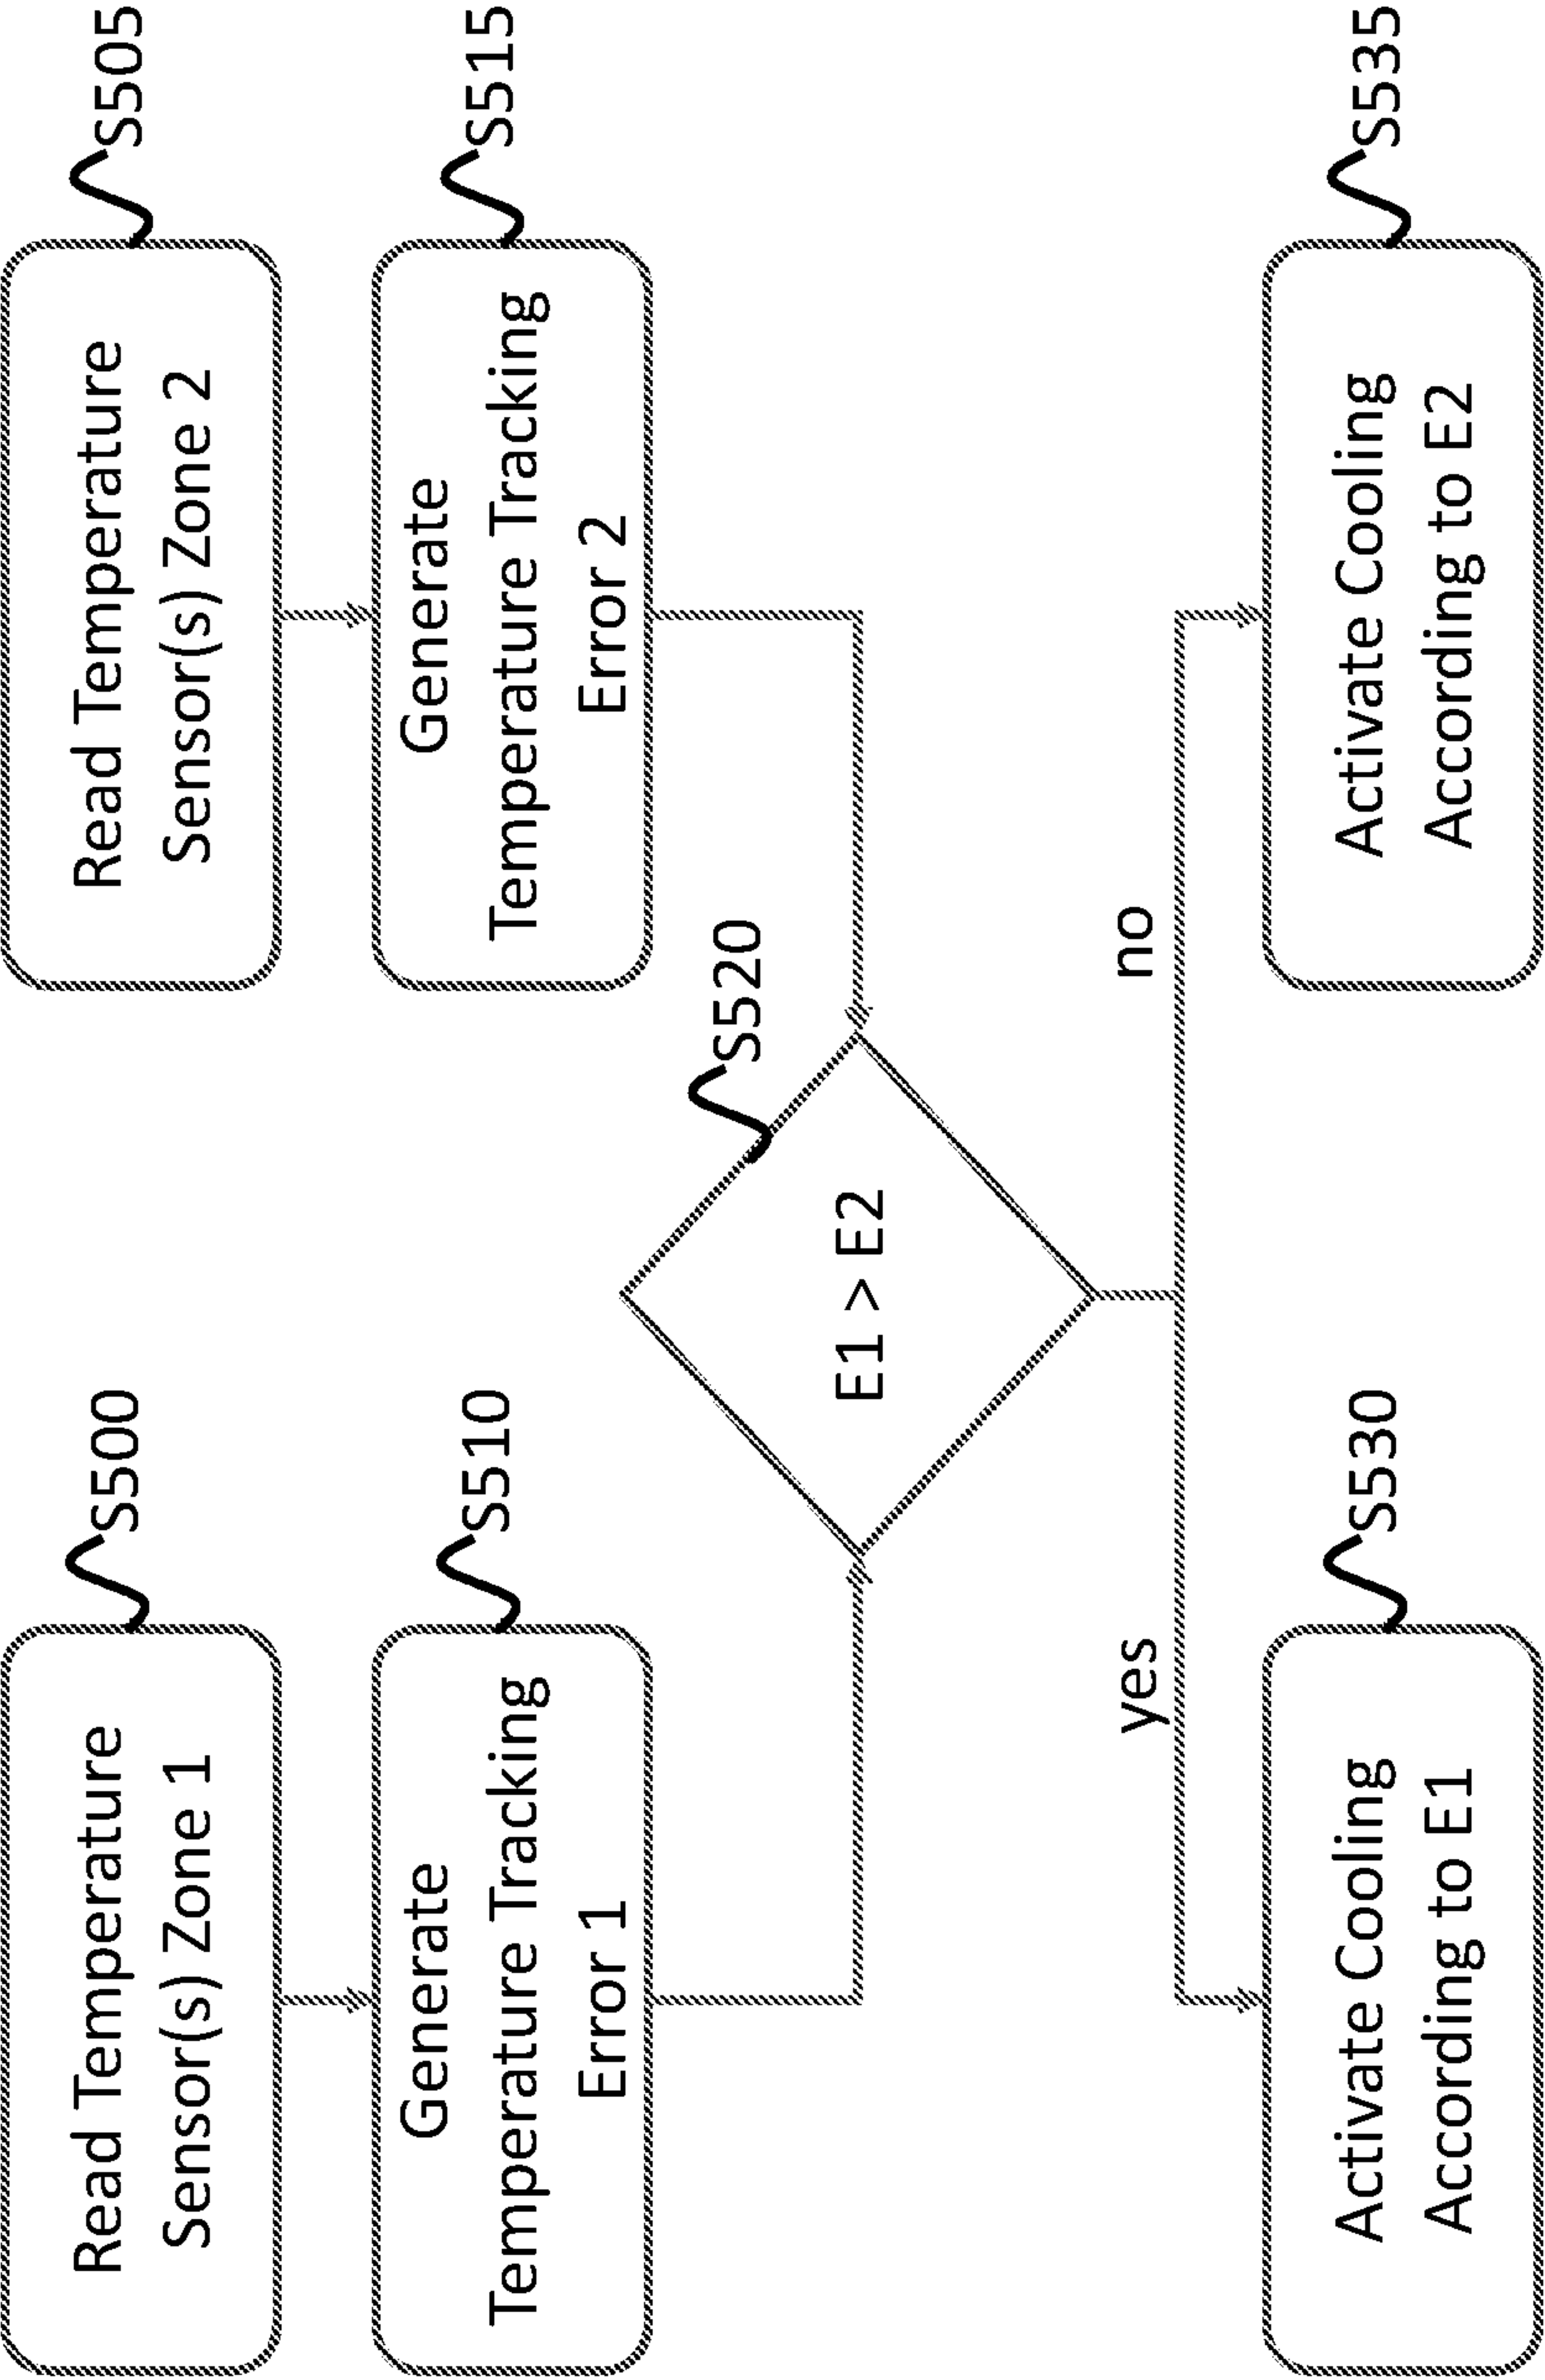 Read Temperature
Sensor(s) Zone 1
S500
Read Temperature
Sensor(s) Zone 2
S505
Generate
Temperature Tracking
Error 1
S510
Generate
Temperature Tracking
Error 2
S515
E1 > E2
S520
yes
no
Activate Cooling
According to E1
S530
Activate Cooling
According to E2
S535